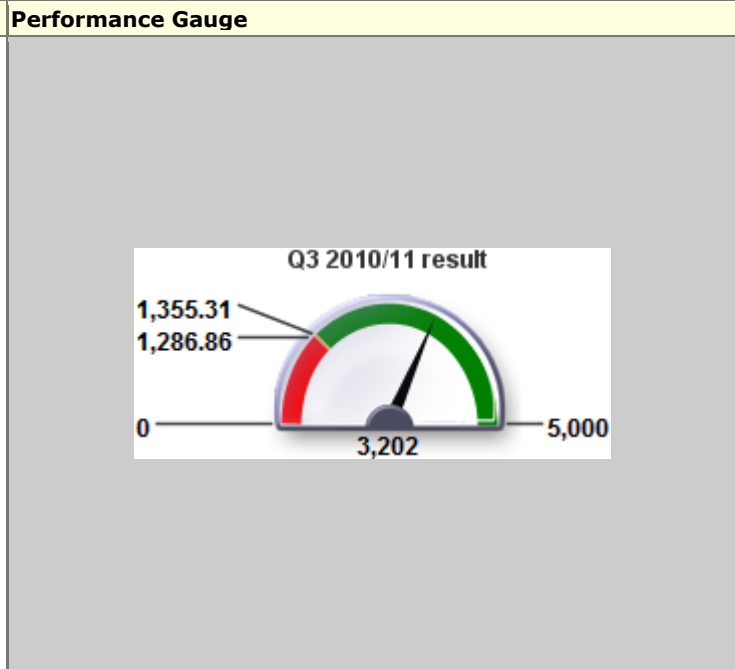 Performance Gauge
Q3 2010/11 result
1,355.31
1,286.86
0
5,000
3,202